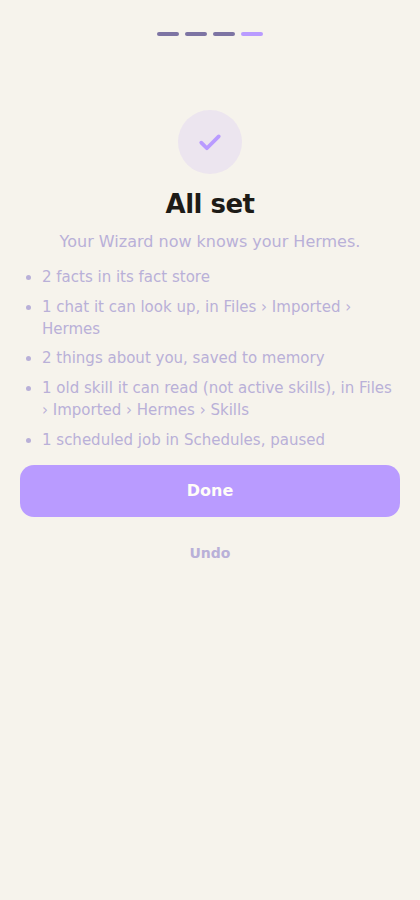 All set
Your Wizard now knows your Hermes.
• 2 facts in its fact store
• 1 chat it can look up, in Files › Imported ›
Hermes
• 2 things about you, saved to memory
• 1 old skill it can read (not active skills), in Files
› Imported › Hermes › Skills
• 1 scheduled job in Schedules, paused
Done
Undo